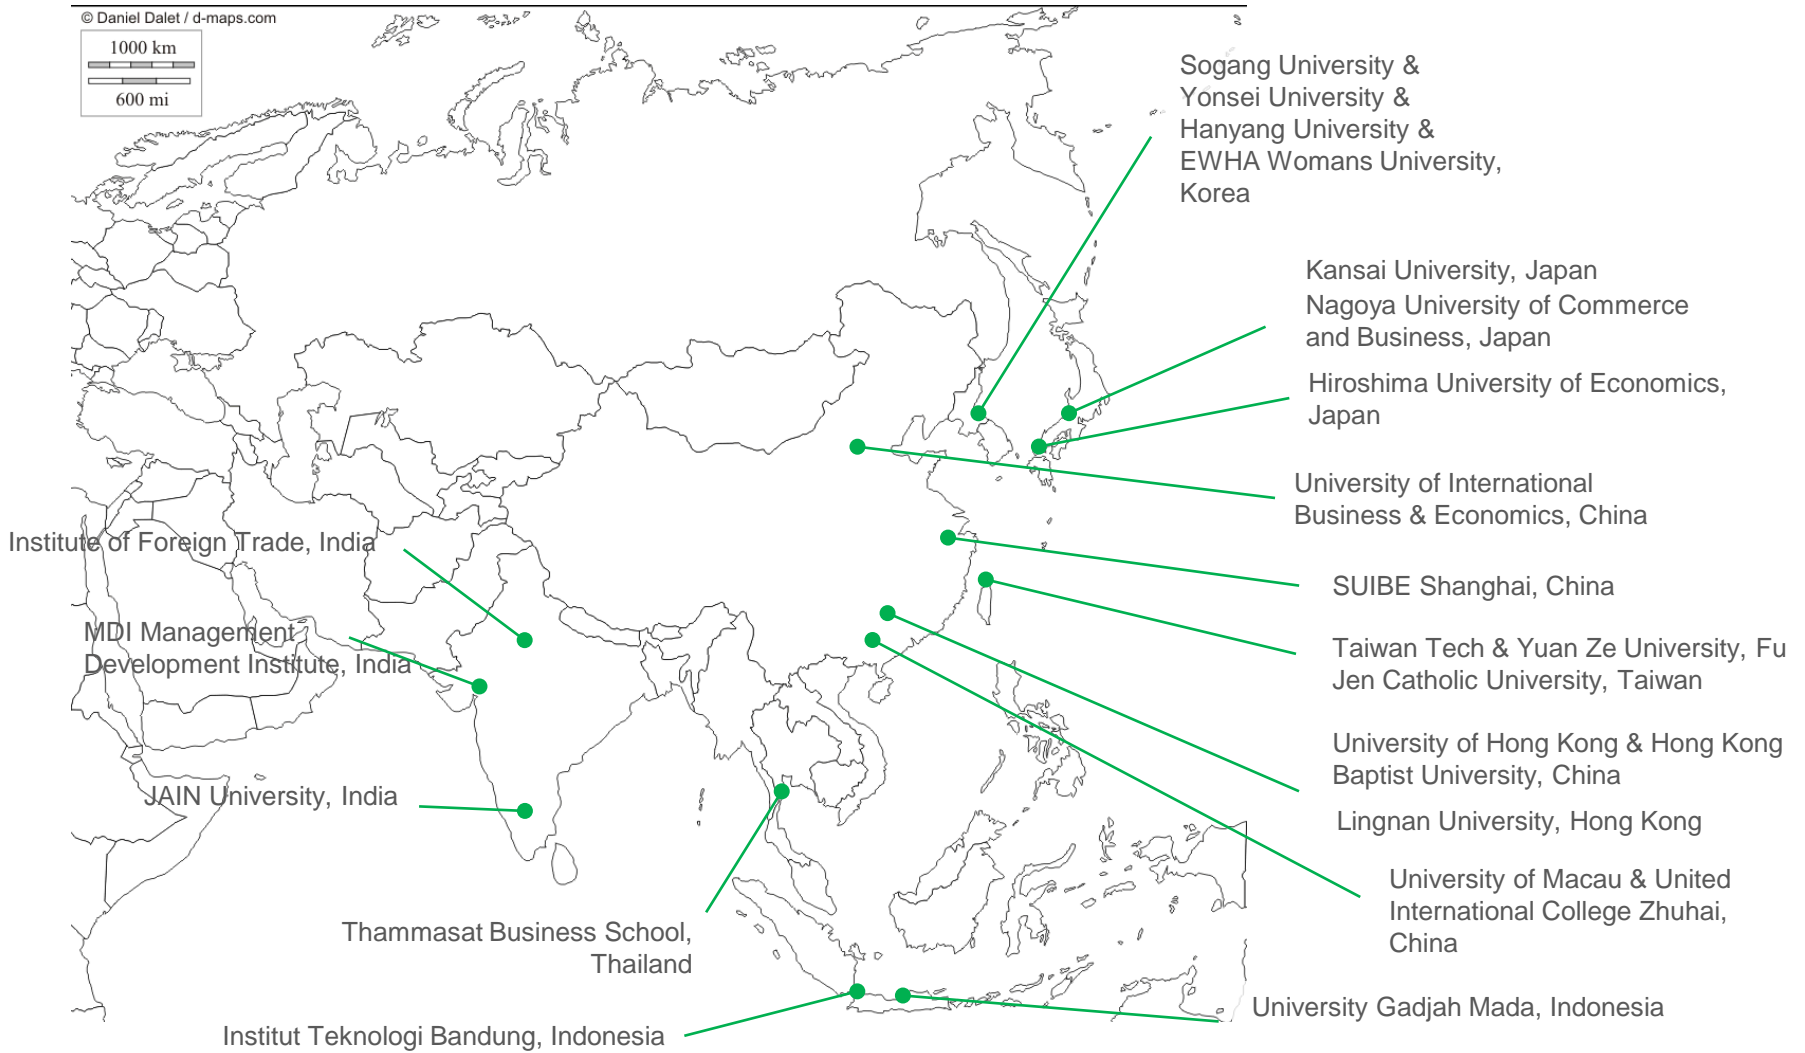 © Daniel Dalet / d-maps.com
1000 km
600 mi
Sogang University &
Yonsei University &
Hanyang University &
EWHA Womans University,
Korea
Kansai University, Japan
Nagoya University of Commerce
and Business, Japan
Hiroshima University of Economics,
Japan
University of International
Business & Economics, China
Institute of Foreign Trade, India
SUIBE Shanghai, China
MDI Management
Development Institute, India
Taiwan Tech & Yuan Ze University, Fu
Jen Catholic University, Taiwan
University of Hong Kong & Hong Kong
Baptist University, China
JAIN University, India
Lingnan University, Hong Kong
University of Macau & United
International College Zhuhai,
China
Thammasat Business School,
Thailand
University Gadjah Mada, Indonesia
Institut Teknologi Bandung, Indonesia